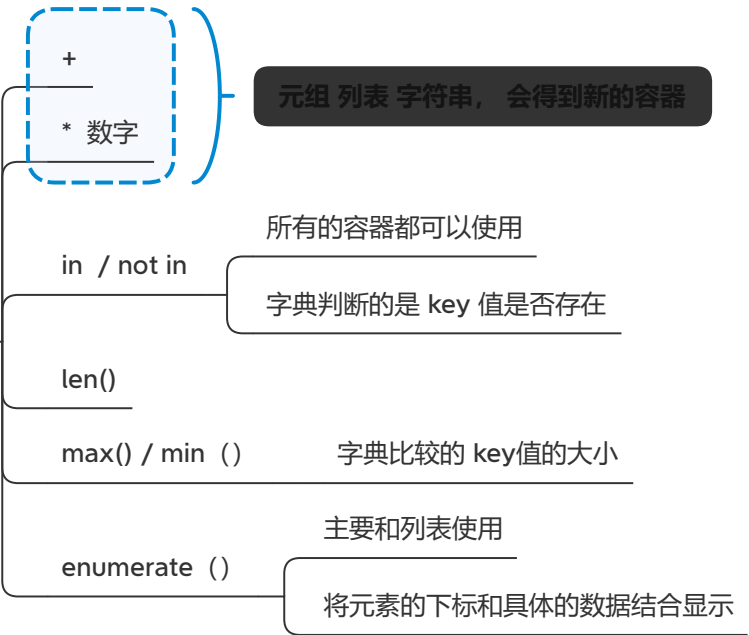 +
* 数字
元组 列表 字符串， 会得到新的容器
所有的容器都可以使用
in / not in
字典判断的是 key 值是否存在
len()
max() / min（）
字典比较的 key值的大小
主要和列表使用
enumerate（）
将元素的下标和具体的数据结合显示